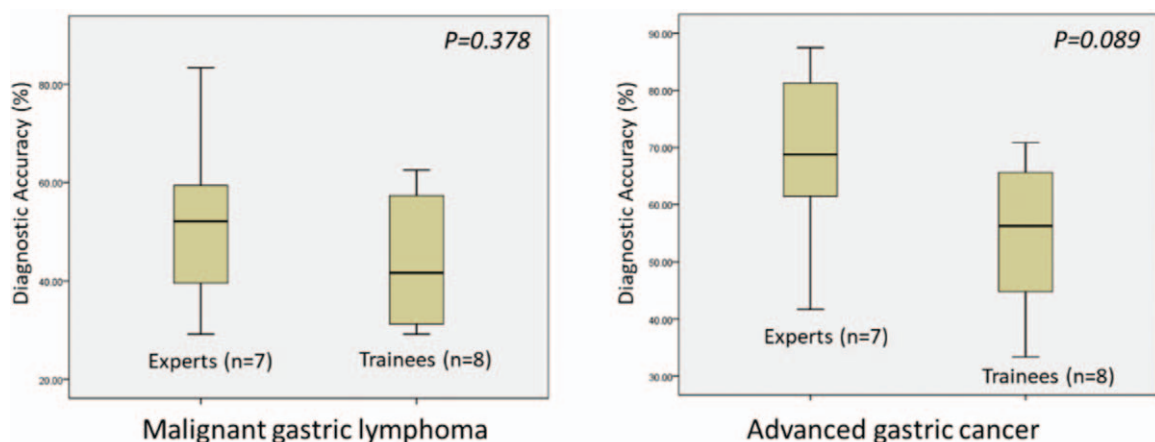 P=0.378
Diagnostic Accuracy (%)
80.00
60.00
40.00
20.00
Experts (n=7)
Trainees (n=8)
Malignant gastric lymphoma
P=0.089
Diagnostic Accuracy (%)
90.00
80.00
70.00
60.00
50.00
40.00
30.00
Experts (n=7)
Trainees (n=8)
Advanced gastric cancer